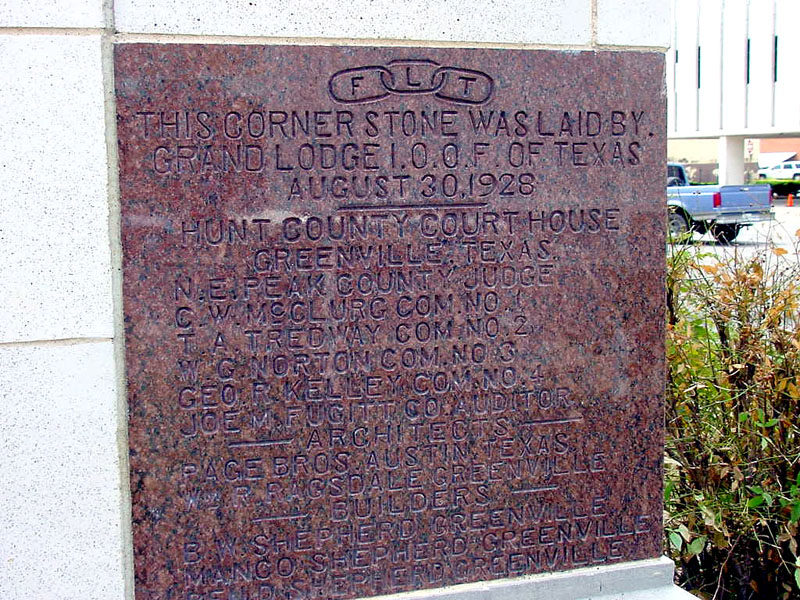 F L T
THIS CORNER STONE WAS LAID BY.
GRAND LODGE I.O.O.F. OF TEXAS
AUGUST 30, 1928
HUNT COUNTY COURT HOUSE
GREENVILLE, TEXAS.
N. E. PEAK COUNTY JUDGE
C. W. McCLURG COM. NO. 1
T. A. TREDWAY COM. NO. 2
W. G. NORTON COM. NO. 3
GEO. R. KELLEY COM. NO. 4
JOE M. FUGITT CO. AUDITOR.
ARCHITECTS
PAGE BROS. AUSTIN, TEXAS.
WM R. RAGSDALE GREENVILLE
BUILDERS
B. W. SHEPHERD GREENVILLE
MANCO SHEPHERD GREENVILLE
SHEPHERD GREENVILLE